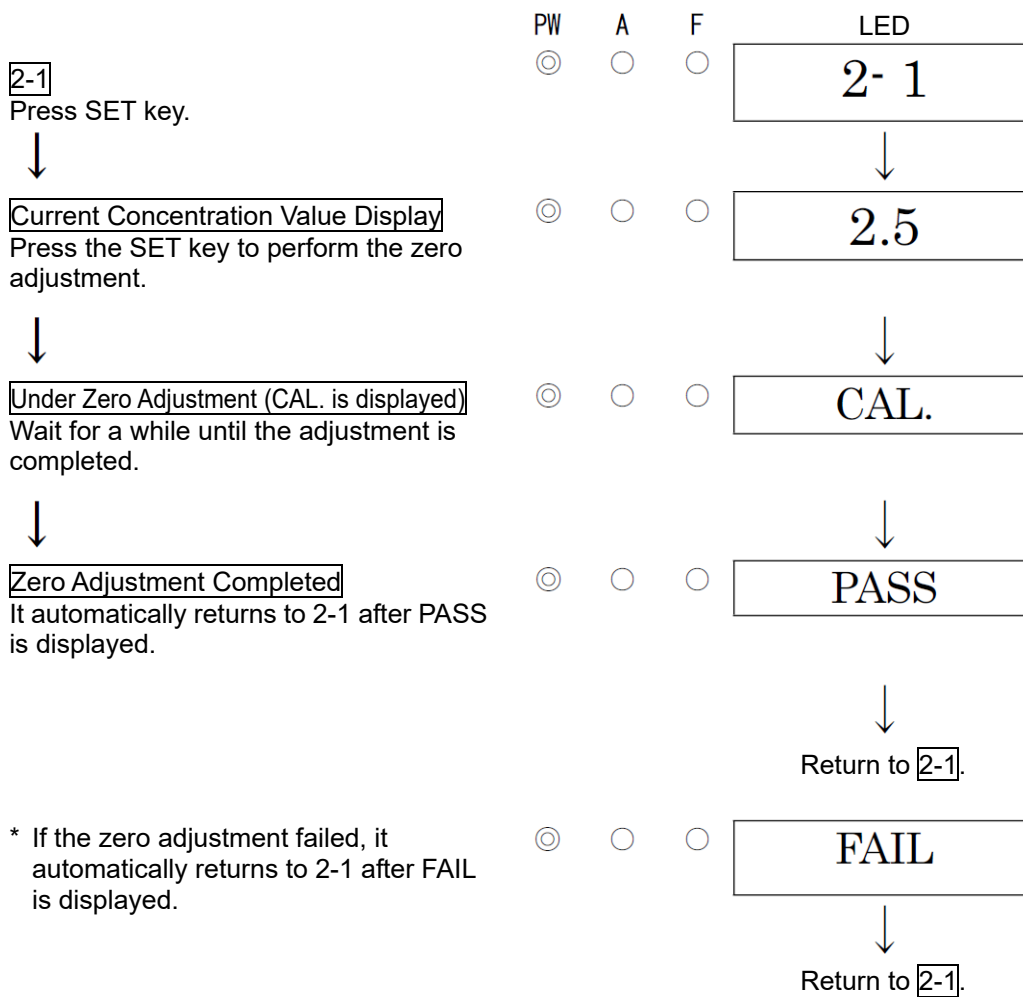 PW A F LED
2-1
2- 1
Press SET key.
Current Concentration Value Display
2.5
Press the SET key to perform the zero
adjustment.
Under Zero Adjustment (CAL. is displayed)
CAL.
Wait for a while until the adjustment is
completed.
Zero Adjustment Completed
PASS
It automatically returns to 2-1 after PASS
is displayed.
Return to 2-1.
* If the zero adjustment failed, it
automatically returns to 2-1 after FAIL
is displayed.
FAIL
Return to 2-1.